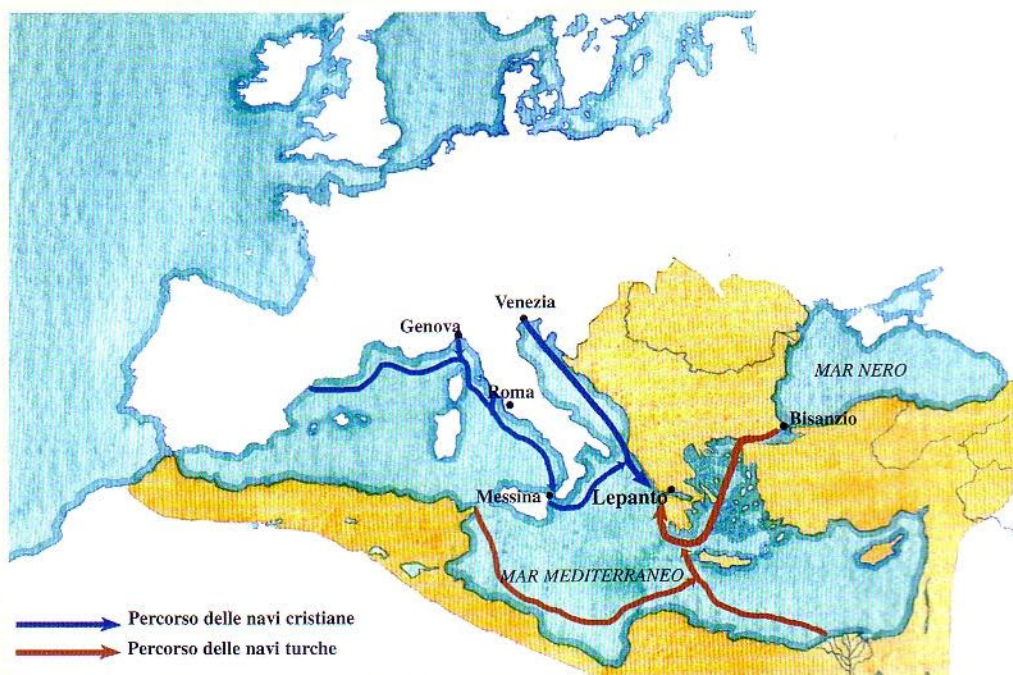 Venezia
Genova
MAR NERO
Roma
Bisanzio
Messina
Lepanto
MAR MEDITERRANEO
Percorso delle navi cristiane
Percorso delle navi turche